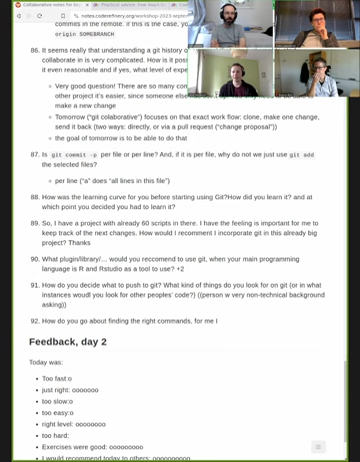 Collaborative notes for
Practical advice: how mu
notes.coderefinery.org/workshop-2023-septem
commits in the remote. if this is the case, yo
origin SOMEBRANCH
86. It seems really that understanding a git history o
collaborate in is very complicated. How is it pos
it even reasonable and if yes, what level of expe
Very good question! There are so many con
other project it's easier, since someone els
make a new change
Tomorrow ("git colaborative") focuses on that exact work flow: clone, make one change,
send it back (two ways: directly, or via a pull request ("change proposal"))
the goal of tomorrow is to be able to do that
87. Is git commit -p per file or per line? And, if it is per file, why do not we just use git add
the selected files?
per line ("a" does "all lines in this file")
88. How was the learning curve for you before starting using Git?How did you learn it? and at
which point you decided you had to learn it?
89. So, I have a project with already 60 scripts in there. I have the feeling is important for me to
keep track of the next changes. How would I recomment I incorporate git in this already big
project? Thanks
90. What plugin/library/... would you reccomend to use git, when your main programming
language is R and Rstudio as a tool to use? +2
91. How do you decide what to push to git? What kind of things do you look for on git (or in what
instances woudl you look for other peoples' code?) ((person w very non-technical background
asking))
92. How do you go about finding the right commands, for me I
Feedback, day 2
Today was:
Too fast:o
just right: ooooooo
too slow:o
too easy:o
right level: oooooooo
too hard:
Exercises were good: ooooooooo
I would recommend today to others: oooooooooo